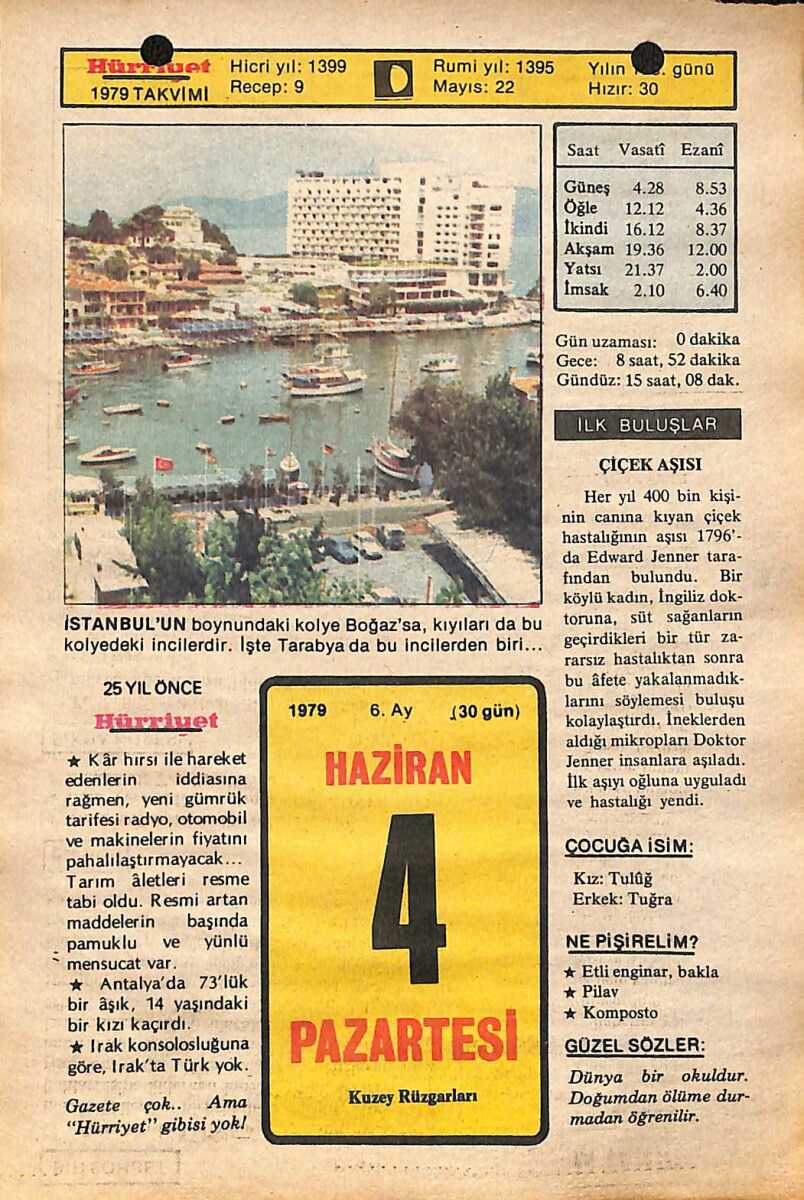 Hürriyet
1979 TAKVİMİ
Hicri yıl: 1399
Recep: 9
Rumi yıl: 1395
Mayıs: 22
Yılın günü
Hızır: 30
Saat Vasatî Ezanî
Güneş 4.28 8.53
Öğle 12.12 4.36
İkindi 16.12 8.37
Akşam 19.36 12.00
Yatsı 21.37 2.00
İmsak 2.10 6.40
Gün uzaması: 0 dakika
Gece: 8 saat, 52 dakika
Gündüz: 15 saat, 08 dak.
İSTANBUL'UN boynundaki kolye Boğaz'sa, kıyıları da bu
kolyedeki incilerdir. İşte Tarabya da bu incilerden biri...
İLK BULUŞLAR
ÇİÇEK AŞISI
Her yıl 400 bin kişi-
nin canına kıyan çiçek
hastalığının aşısı 1796'-
da Edward Jenner tara-
fından bulundu. Bir
köylü kadın, İngiliz dok-
toruna, süt sağanların
geçirdikleri bir tür za-
rarsız hastalıktan sonra
bu âfete yakalanmadık-
larını söylemesi buluşu
kolaylaştırdı. İneklerden
aldığı mikropları Doktor
Jenner insanlara aşıladı.
İlk aşıyı oğluna uyguladı
ve hastalığı yendi.
25 YIL ÖNCE
Hürriyet
★ Kâr hırsı ile hareket
edenlerin iddiasına
rağmen, yeni gümrük
tarifesi radyo, otomobil
ve makinelerin fiyatını
pahalılaştırmayacak...
Tarım âletleri resme
tabi oldu. Resmi artan
maddelerin başında
pamuklu ve yünlü
mensucat var.
★ Antalya'da 73'lük
bir âşık, 14 yaşındaki
bir kızı kaçırdı.
★ Irak konsolosluğuna
göre, Irak'ta Türk yok.
Gazete çok.. Ama
"Hürriyet" gibisi yok!
1979 6. Ay (30 gün)
HAZİRAN
4
PAZARTESİ
Kuzey Rüzgarları
ÇOCUĞA İSİM:
Kız: Tulûğ
Erkek: Tuğra
NE PİŞİRELİM?
★ Etli enginar, bakla
★ Pilav
★ Komposto
GÜZEL SÖZLER:
Dünya bir okuldur.
Doğumdan ölüme dur-
madan öğrenilir.